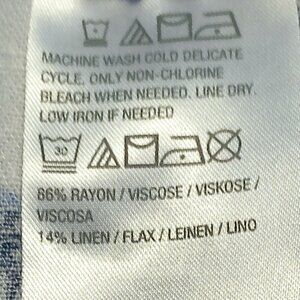 MACHINE WASH COLD DELICATE
CYCLE. ONLY NON-CHLORINE
BLEACH WHEN NEEDED. LINE DRY.
LOW IRON IF NEEDED
30
86% RAYON / VISCOSE / VISKOSE /
VISCOSA
14% LINEN / FLAX / LEINEN / LINO